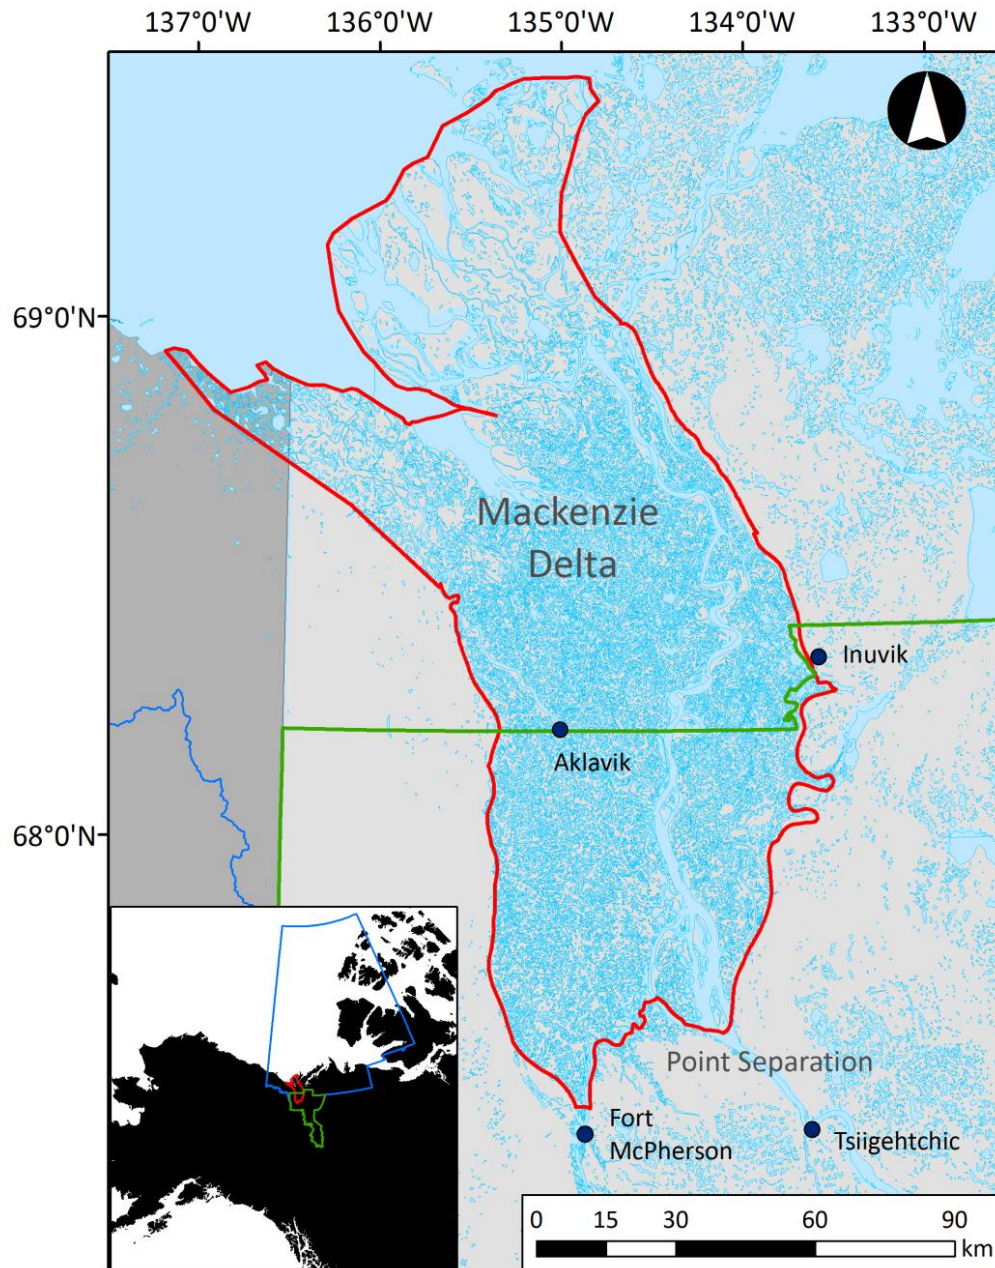 137°0'W 136°0'W 135°0'W 134°0'W 133°0'W
69°0'N
Mackenzie
Delta
Inuvik
Aklavik
68°0'N
Point Separation
Fort
McPherson
Tsiigehtchic
0 15 30 60 90
km